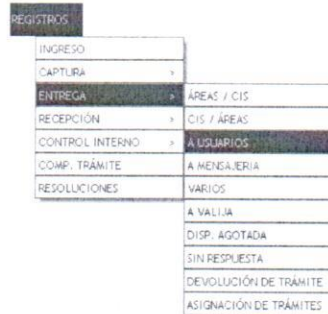 REGISTROS
INGRESO
CAPTURA >
ENTREGA >
RECEPCIÓN >
CONTROL INTERNO >
COMP. TRÁMITE
RESOLUCIONES
ÁREAS / CIS
CIS / ÁREAS
A USUARIOS
A MENSAJERIA
VARIOS
A VALIJA
DISP. AGOTADA
SIN RESPUESTA
DEVOLUCIÓN DE TRÁMITE
ASIGNACIÓN DE TRÁMITES